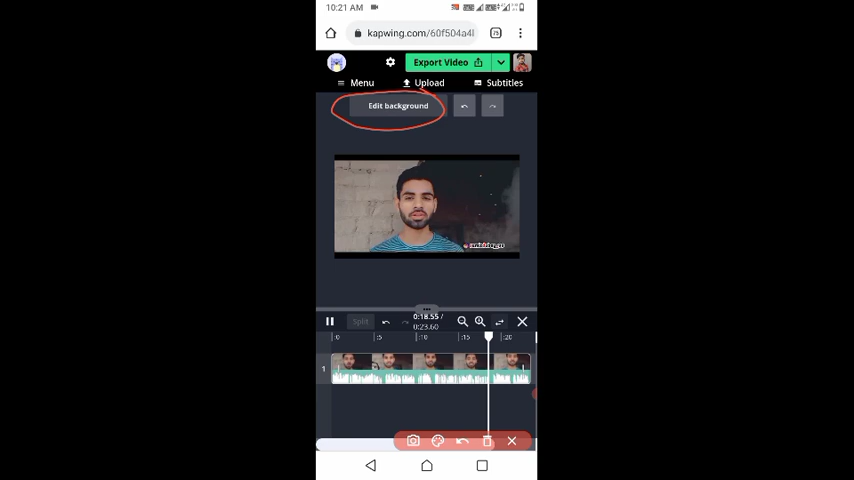 10:21 AM
kapwing.com/60f504a4l
Export Video
Menu
Upload
Subtitles
Edit background
Split
0:18.55 /
0:23.60
:0
:5
:10
:15
:20
1